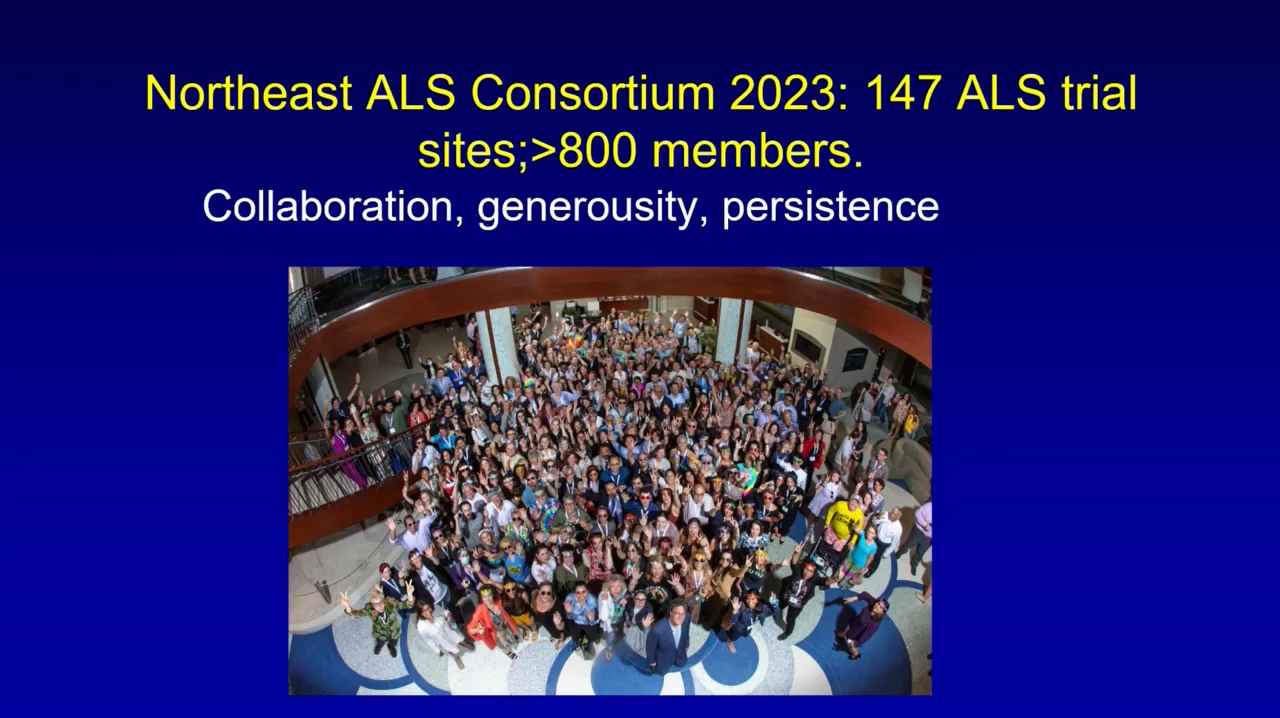 Northeast ALS Consortium 2023: 147 ALS trial
sites;>800 members.
Collaboration, generousity, persistence